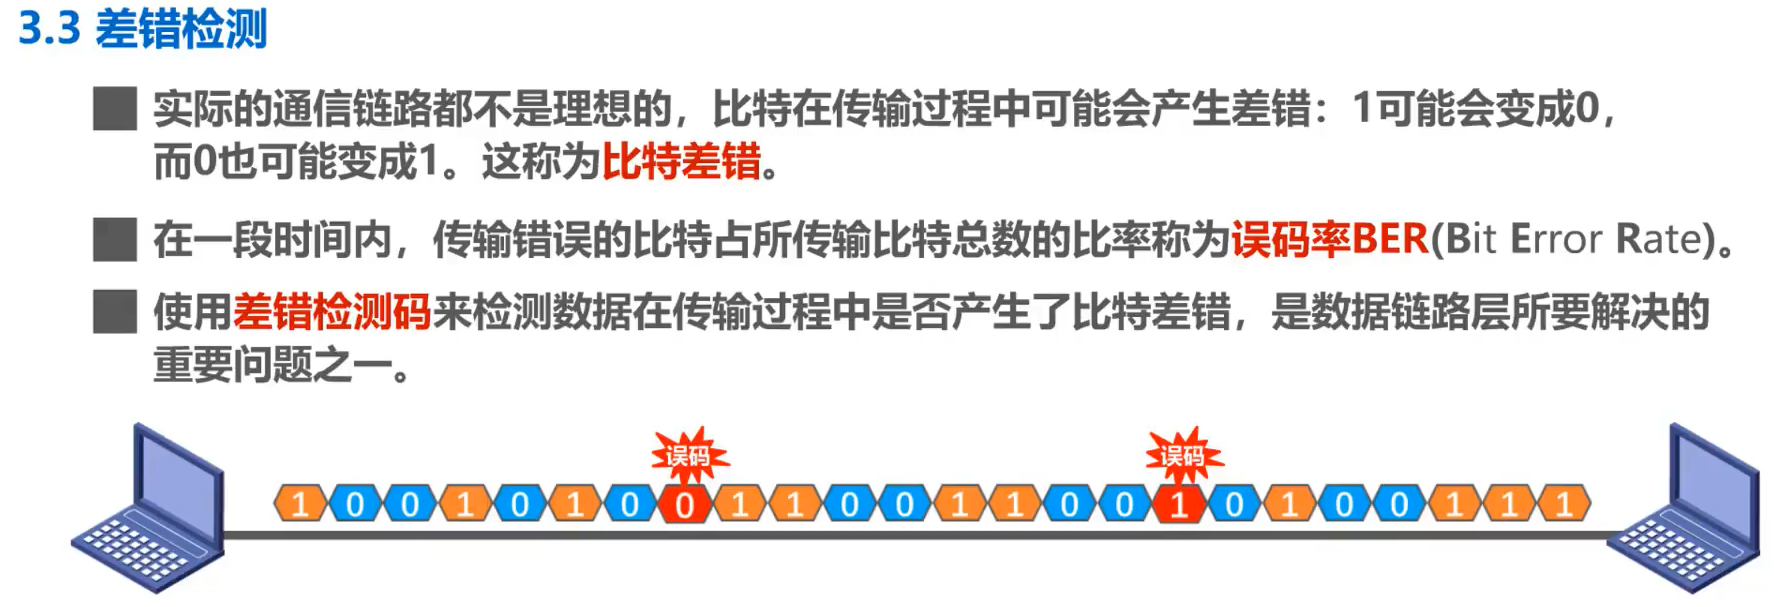 3.3 差错检测
实际的通信链路都不是理想的，比特在传输过程中可能会产生差错：1可能会变成0，
而0也可能变成1。这称为比特差错。
在一段时间内，传输错误的比特占所传输比特总数的比率称为误码率BER(Bit Error Rate)。
使用差错检测码来检测数据在传输过程中是否产生了比特差错，是数据链路层所要解决的
重要问题之一。
误码 误码
1 0 0 1 0 1 0 0 1 1 0 0 1 1 0 0 1 0 1 0 0 1 1 1